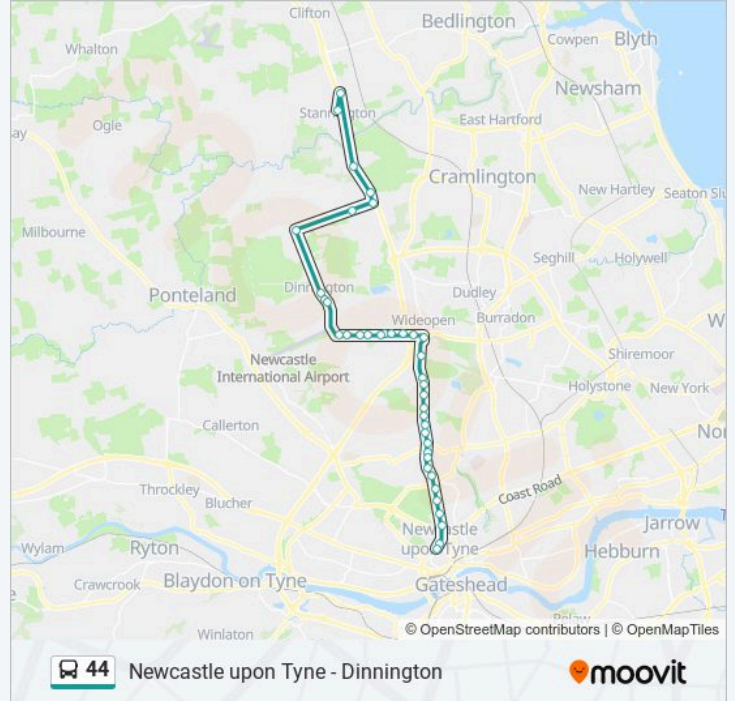 Clifton
Bedlington
Whalton
Cowpen
Blyth
Newsham
Stannington
East Hartford
Ogle
Cramlington
New Hartley
Seaton Slu
Milbourne
Seghill
Holywell
Dinnington
Ponteland
Dudley
Burradon
Wideopen
W
Newcastle
International Airport
Shiremoor
Holystone
New York
Callerton
Nor
Throckley
Blucher
Coast Road
Newcastle
upon Tyne
Jarrow
Wylam
Ryton
Hebburn
Crawcrook
Blaydon on Tyne
Gateshead
Winlaton
© OpenStreetMap contributors | © OpenMapTiles
44 Newcastle upon Tyne - Dinnington
moovit